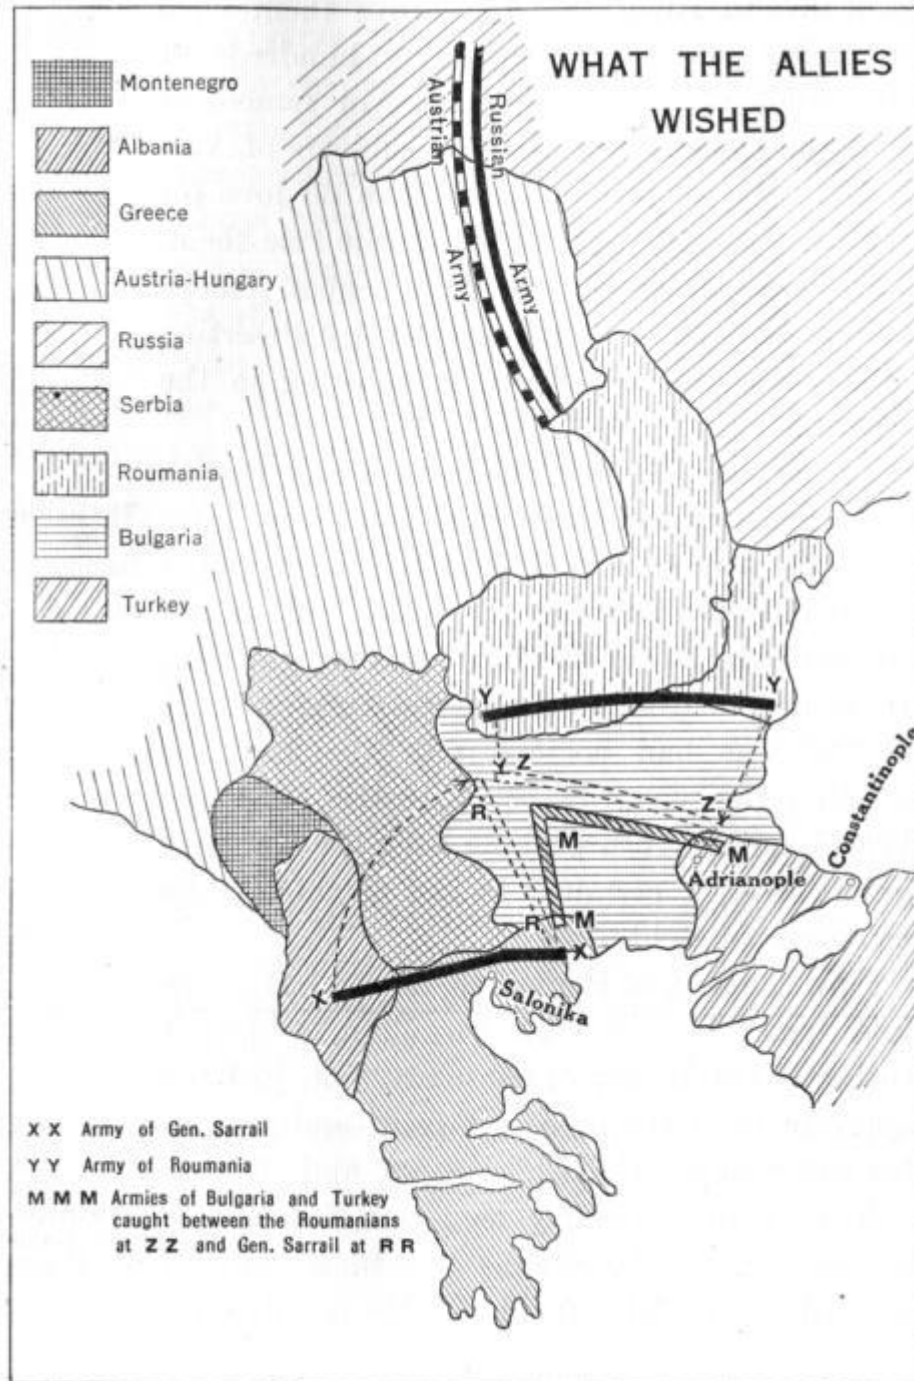 WHAT THE ALLIES
WISHED
Montenegro
Albania
Greece
Austria-Hungary
Russia
Serbia
Roumania
Bulgaria
Turkey
Austrian
Army
Russian
Army
Y
Y
Z
Z
R
M
M
R
M
X
X
Constantinople
Adrianople
Salonika
X X Army of Gen. Sarrail
Y Y Army of Roumania
M M M Armies of Bulgaria and Turkey
caught between the Roumanians
at Z Z and Gen. Sarrail at R R